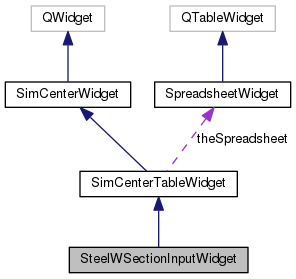 QWidget
QTableWidget
SimCenterWidget
SpreadsheetWidget
theSpreadsheet
SimCenterTableWidget
SteelWSectionInputWidget